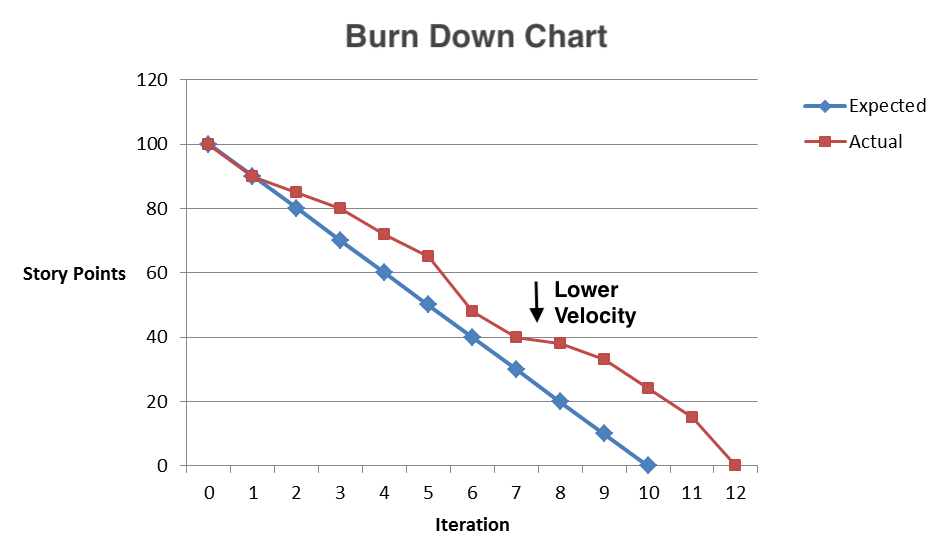 Burn Down Chart
120
100
80
60
40
20
0
Story Points
Lower
Velocity
Expected
Actual
0 1 2 3 4 5 6 7 8 9 10 11 12
Iteration